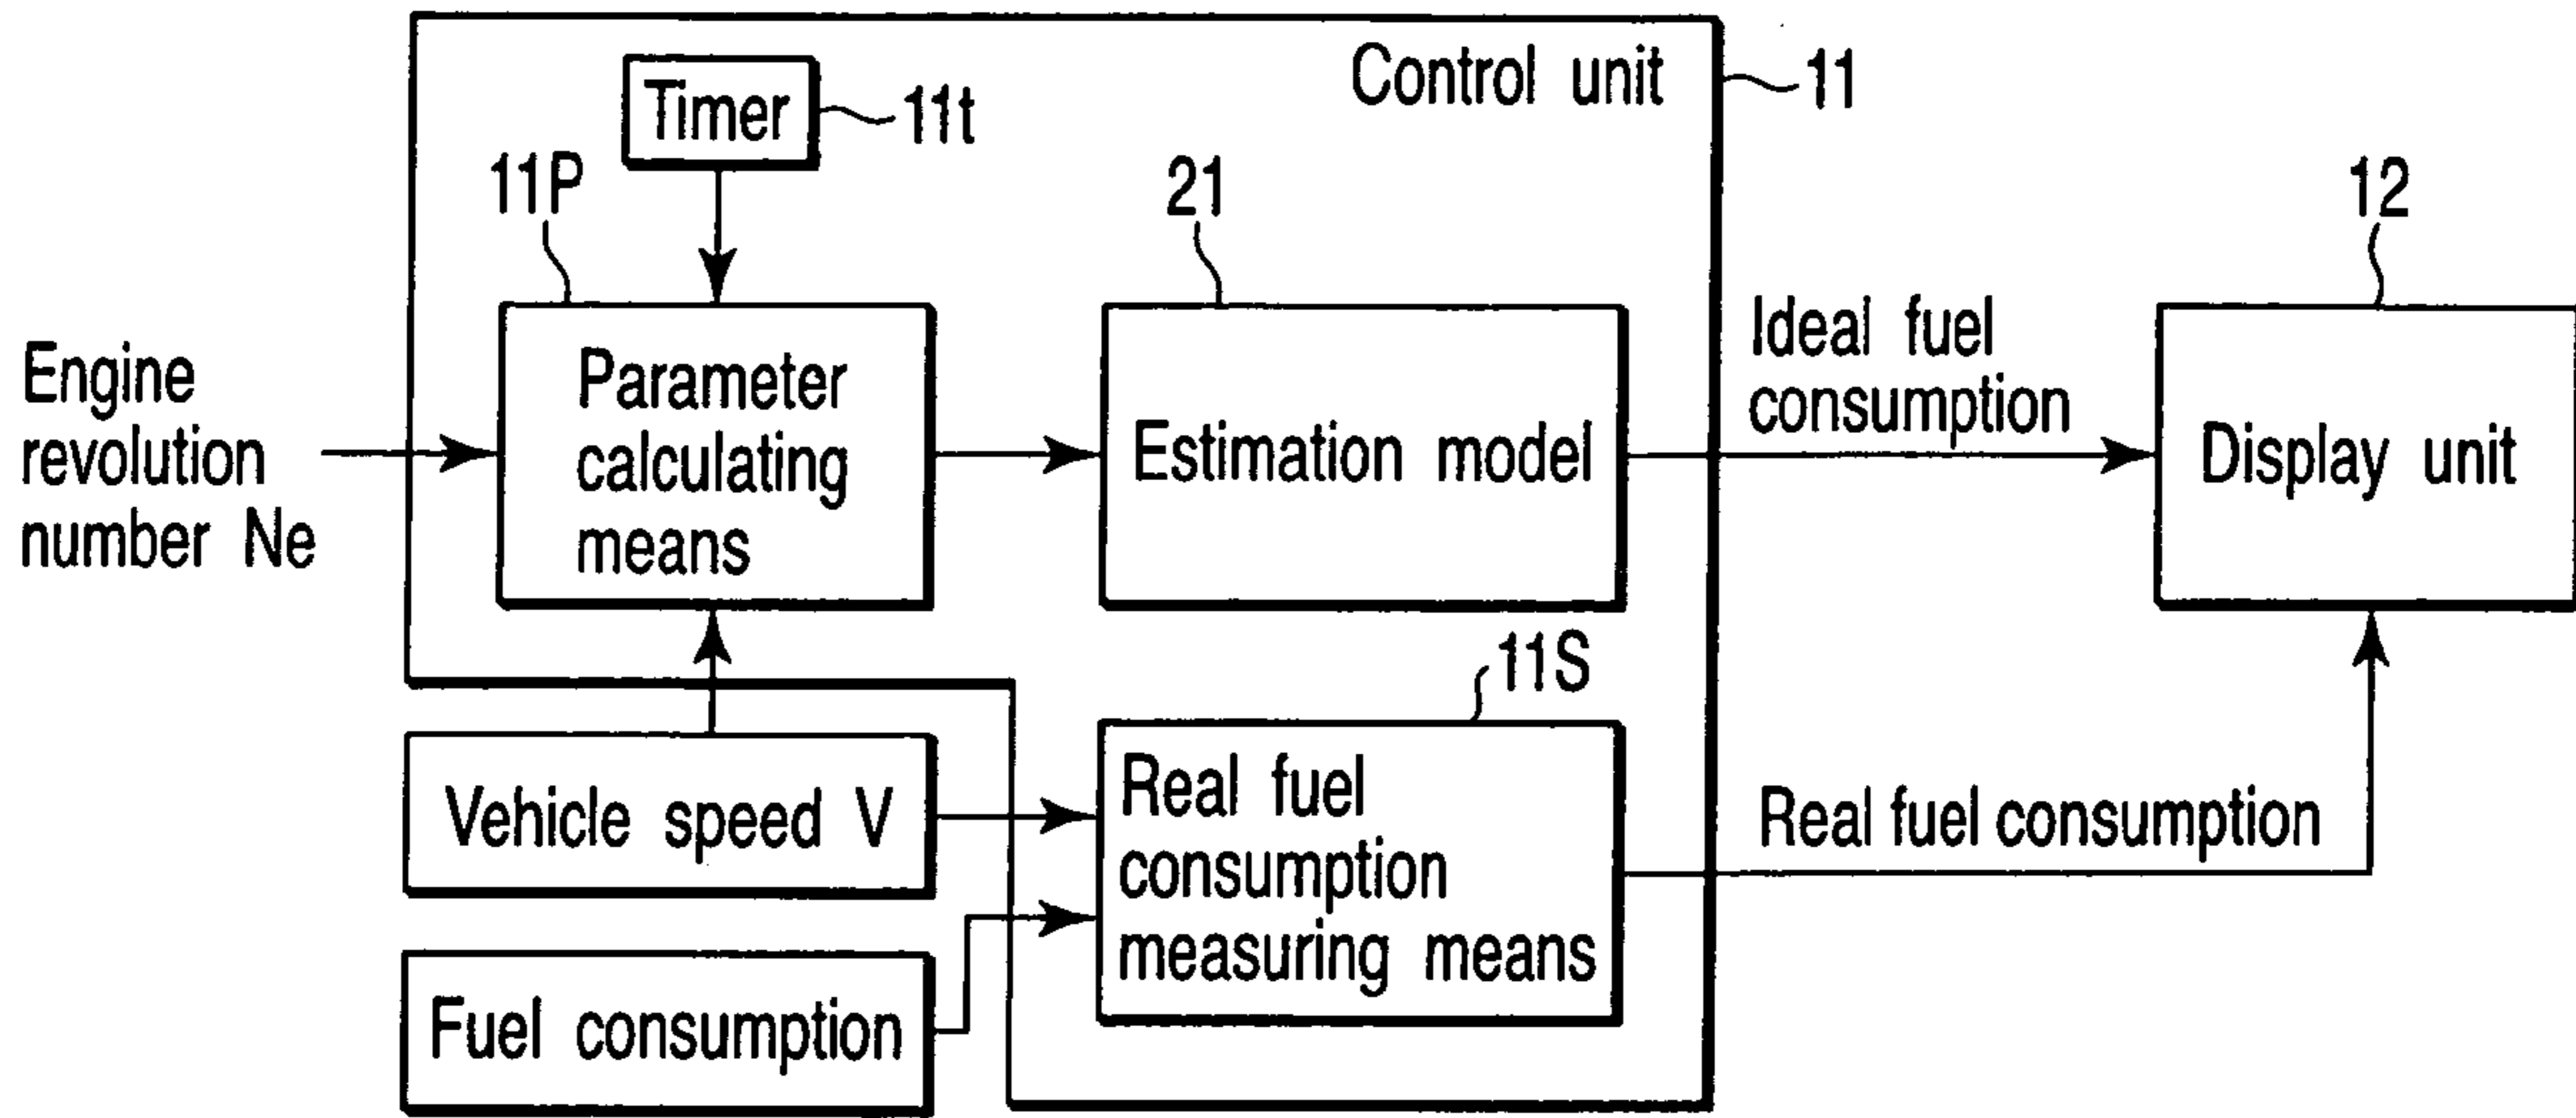 Control unit
11
Timer
11t
11P
21
12
Engine
revolution
number Ne
Parameter
calculating
means
Estimation model
Ideal fuel
consumption
Display unit
11S
Vehicle speed V
Real fuel
consumption
measuring means
Real fuel consumption
Fuel consumption